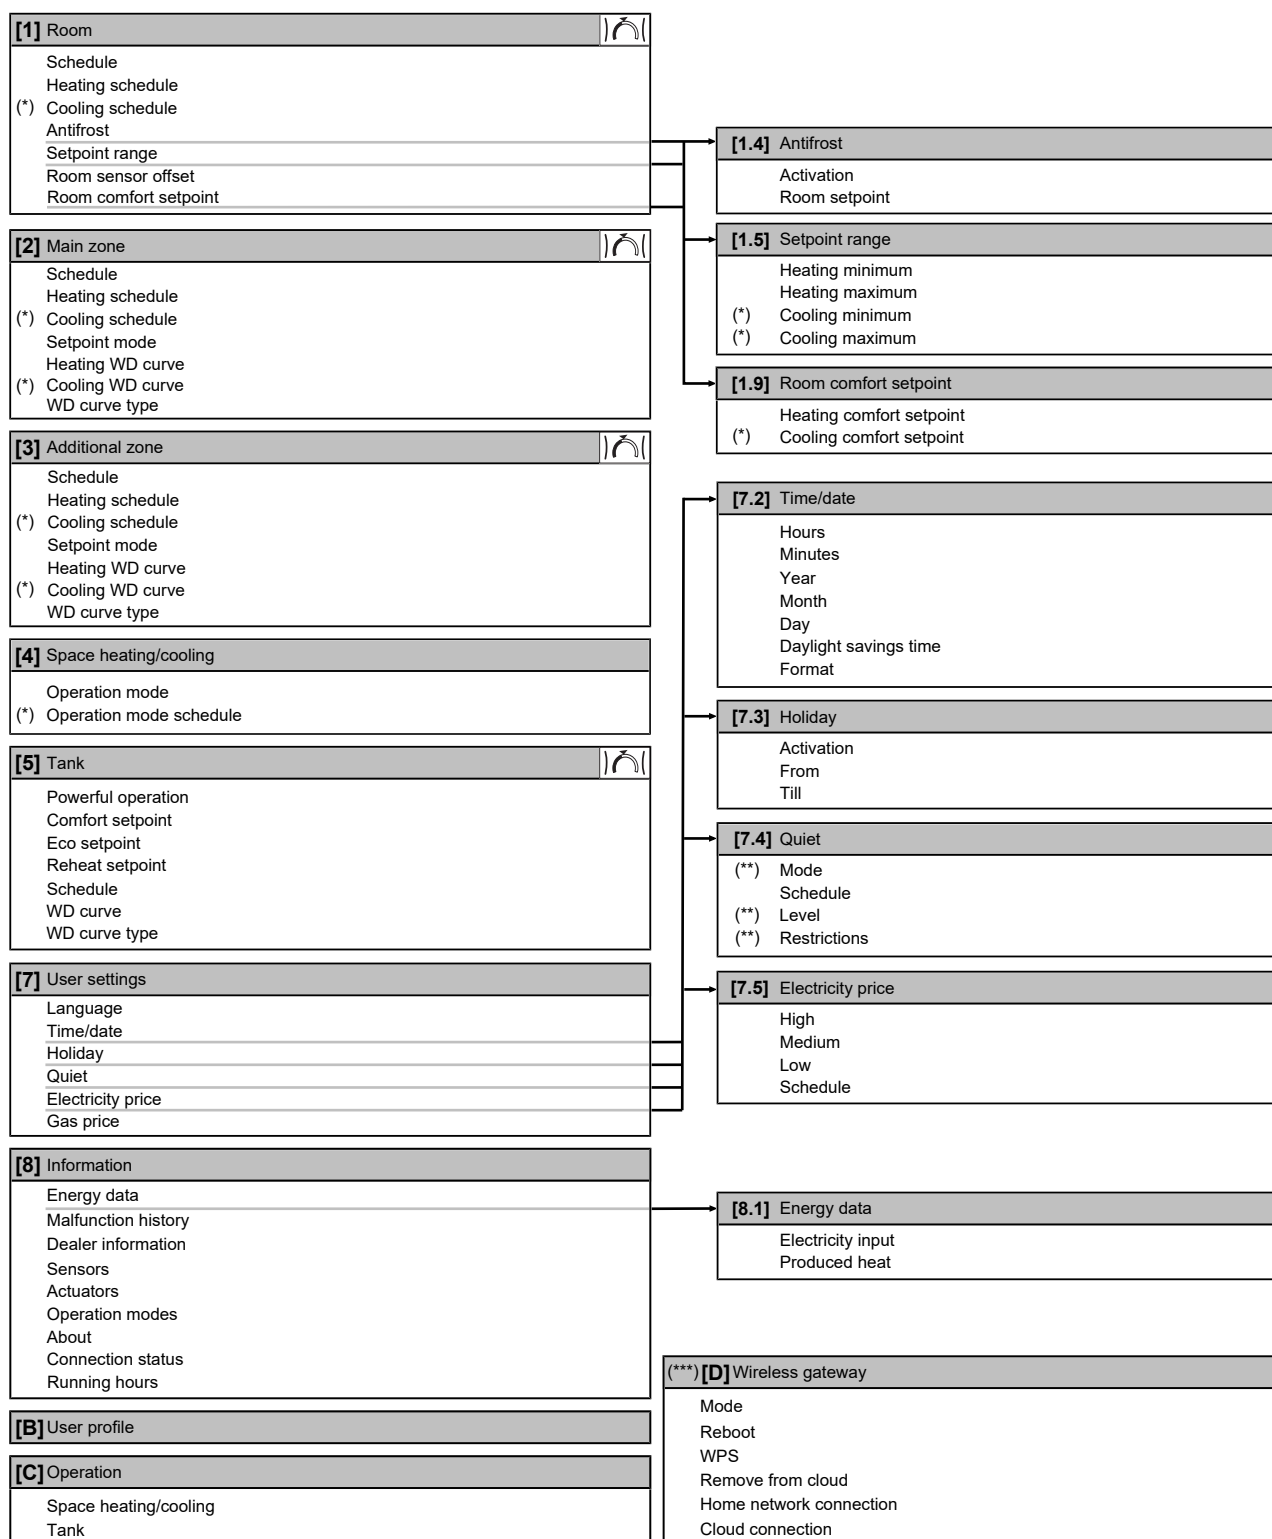 [1] Room
Schedule
Heating schedule
(*) Cooling schedule
Antifrost
Setpoint range
Room sensor offset
Room comfort setpoint
[2] Main zone
Schedule
Heating schedule
(*) Cooling schedule
Setpoint mode
Heating WD curve
(*) Cooling WD curve
WD curve type
[3] Additional zone
Schedule
Heating schedule
(*) Cooling schedule
Setpoint mode
Heating WD curve
(*) Cooling WD curve
WD curve type
[4] Space heating/cooling
Operation mode
(*) Operation mode schedule
[5] Tank
Powerful operation
Comfort setpoint
Eco setpoint
Reheat setpoint
Schedule
WD curve
WD curve type
[7] User settings
Language
Time/date
Holiday
Quiet
Electricity price
Gas price
[8] Information
Energy data
Malfunction history
Dealer information
Sensors
Actuators
Operation modes
About
Connection status
Running hours
[B] User profile
[C] Operation
Space heating/cooling
Tank
[1.4] Antifrost
Activation
Room setpoint
[1.5] Setpoint range
Heating minimum
Heating maximum
(*) Cooling minimum
(*) Cooling maximum
[1.9] Room comfort setpoint
Heating comfort setpoint
(*) Cooling comfort setpoint
[7.2] Time/date
Hours
Minutes
Year
Month
Day
Daylight savings time
Format
[7.3] Holiday
Activation
From
Till
[7.4] Quiet
(**) Mode
Schedule
(**) Level
(**) Restrictions
[7.5] Electricity price
High
Medium
Low
Schedule
[8.1] Energy data
Electricity input
Produced heat
(***) [D] Wireless gateway
Mode
Reboot
WPS
Remove from cloud
Home network connection
Cloud connection